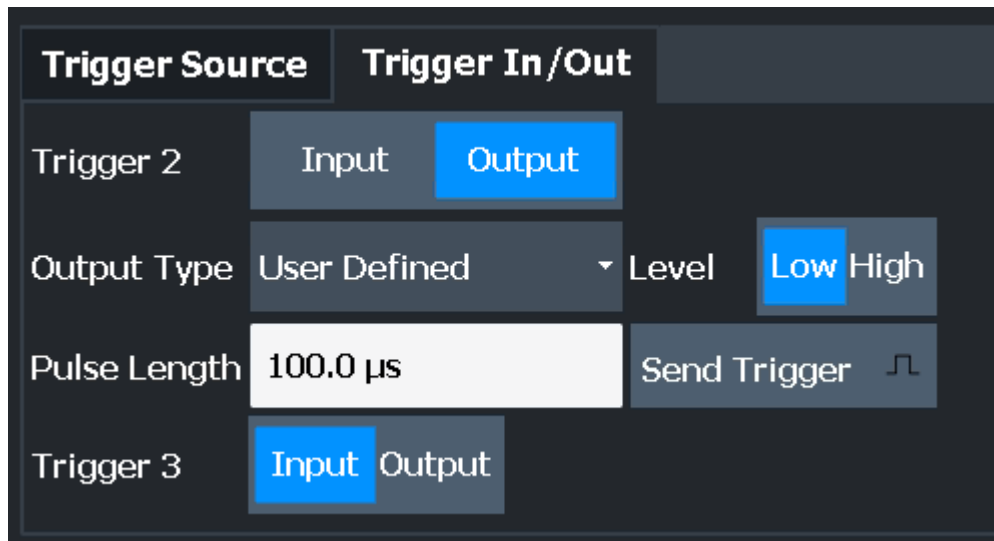 Trigger Source Trigger In/Out
Trigger 2 Input Output
Output Type User Defined Level Low High
Pulse Length 100.0 µs Send Trigger
Trigger 3 Input Output